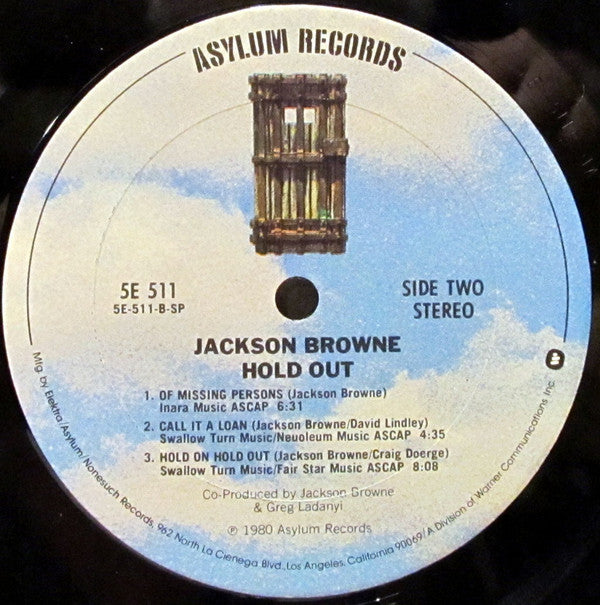 ASYLUM RECORDS
5E 511
5E-511-B-SP
SIDE TWO
STEREO
JACKSON BROWNE
HOLD OUT
1. OF MISSING PERSONS (Jackson Browne)
Inara Music ASCAP 6:31
2. CALL IT A LOAN (Jackson Browne/David Lindley)
Swallow Turn Music/Neuoleum Music ASCAP 4:35
3. HOLD ON HOLD OUT (Jackson Browne/Craig Doerge)
Swallow Turn Music/Fair Star Music ASCAP 8:08
Co-Produced by Jackson Browne
& Greg Ladanyi
℗ 1980 Asylum Records
Mfg. by Elektra/Asylum/Nonesuch Records, 962 North La Cienega Blvd., Los Angeles, California 90069/A Division of Warner Communications Inc.